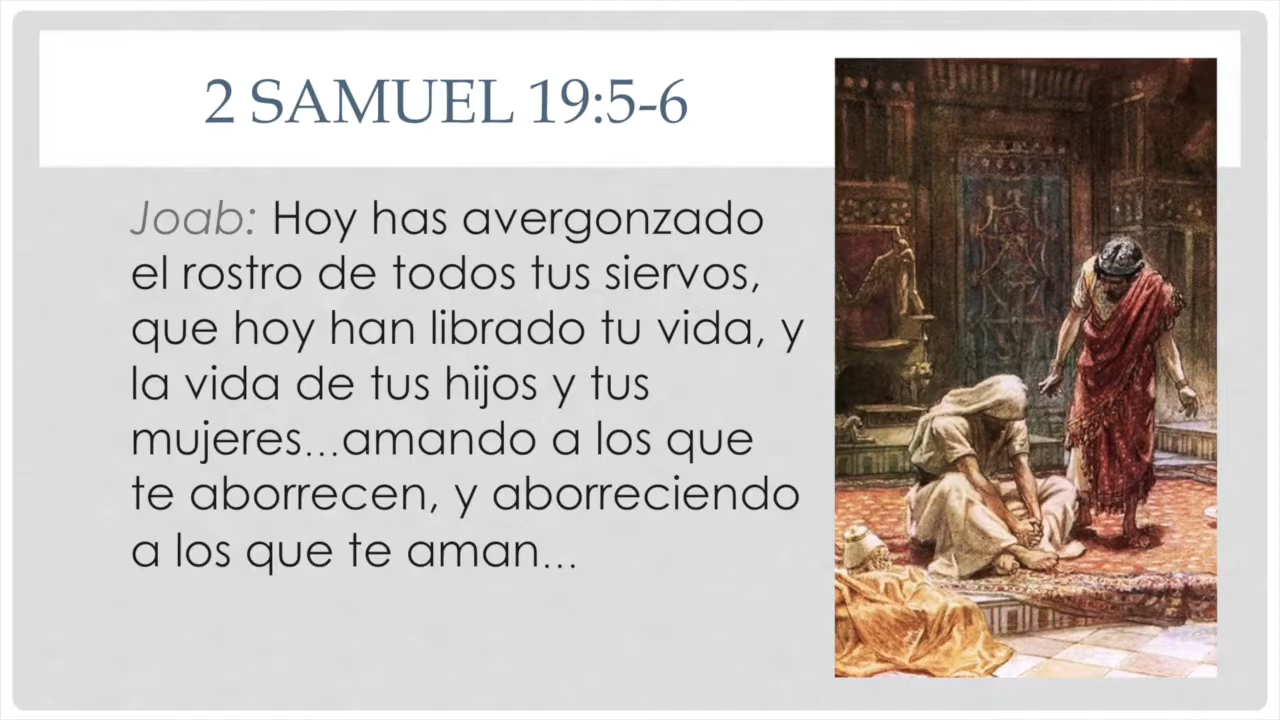 2 SAMUEL 19:5-6
Joab: Hoy has avergonzado
el rostro de todos tus siervos,
que hoy han librado tu vida, y
la vida de tus hijos y tus
mujeres...amando a los que
te aborrecen, y aborreciendo
a los que te aman...